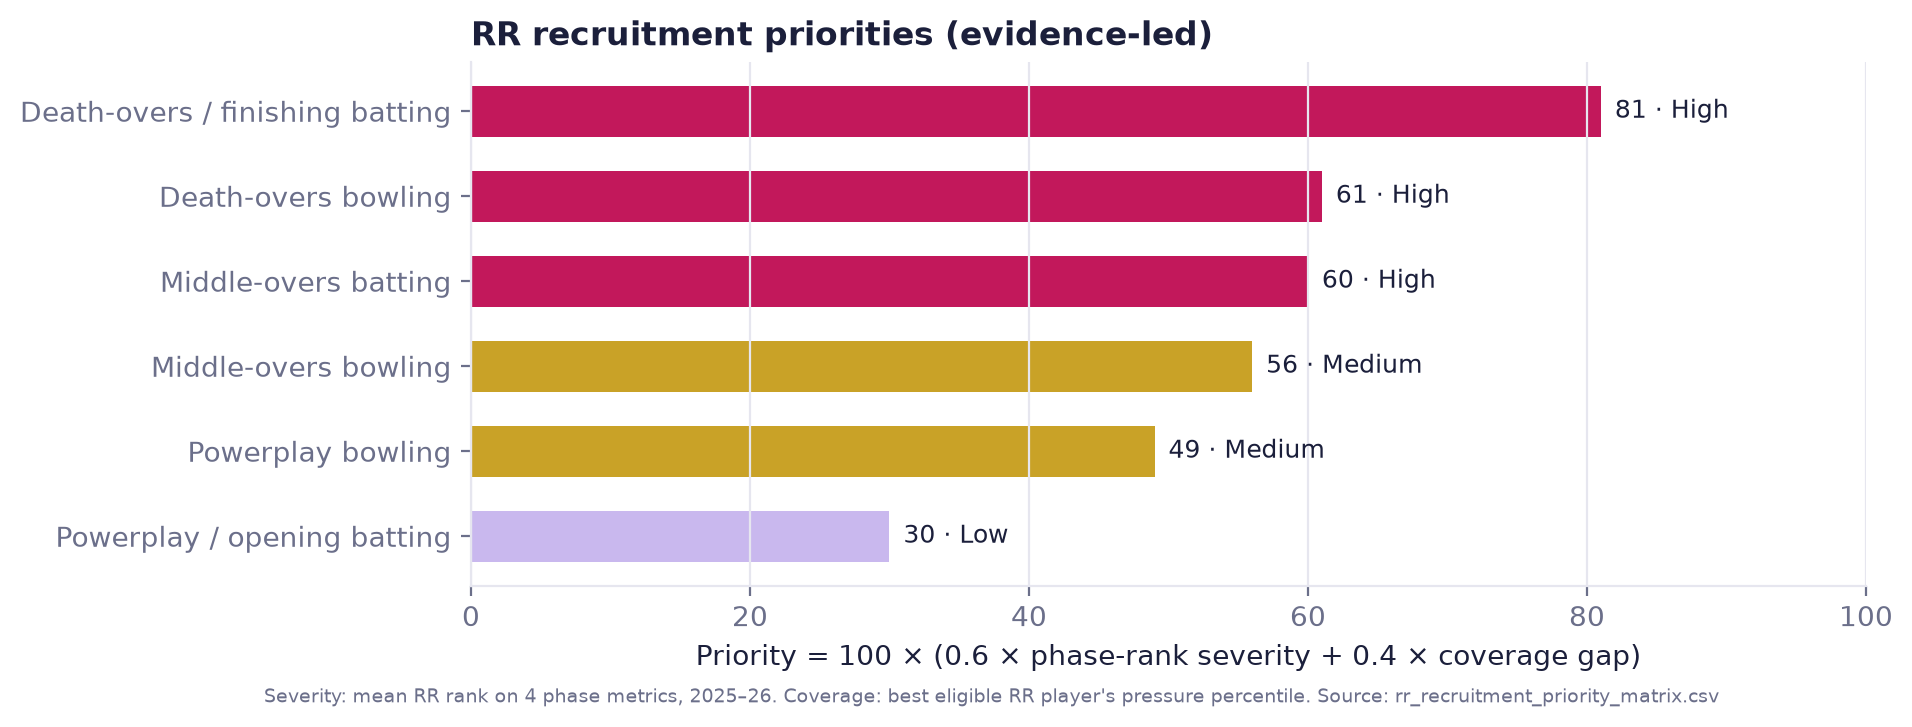 RR recruitment priorities (evidence-led)
Death-overs / finishing batting
81 · High
Death-overs bowling
61 · High
Middle-overs batting
60 · High
Middle-overs bowling
56 · Medium
Powerplay bowling
49 · Medium
Powerplay / opening batting
30 · Low
0 20 40 60 80 100
Priority = 100 × (0.6 × phase-rank severity + 0.4 × coverage gap)
Severity: mean RR rank on 4 phase metrics, 2025–26. Coverage: best eligible RR player's pressure percentile. Source: rr_recruitment_priority_matrix.csv